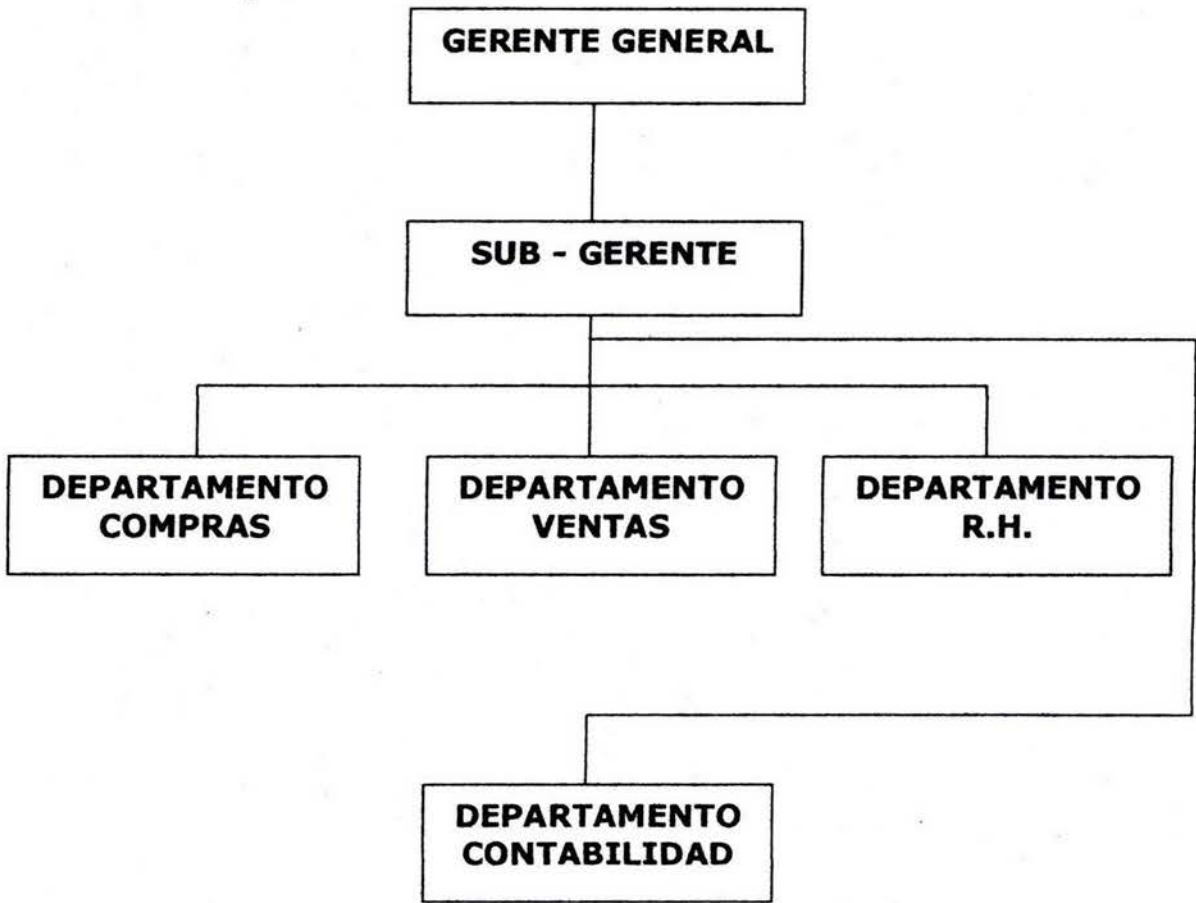 GERENTE GENERAL
SUB - GERENTE
DEPARTAMENTO
COMPRAS
DEPARTAMENTO
VENTAS
DEPARTAMENTO
R.H.
DEPARTAMENTO
CONTABILIDAD